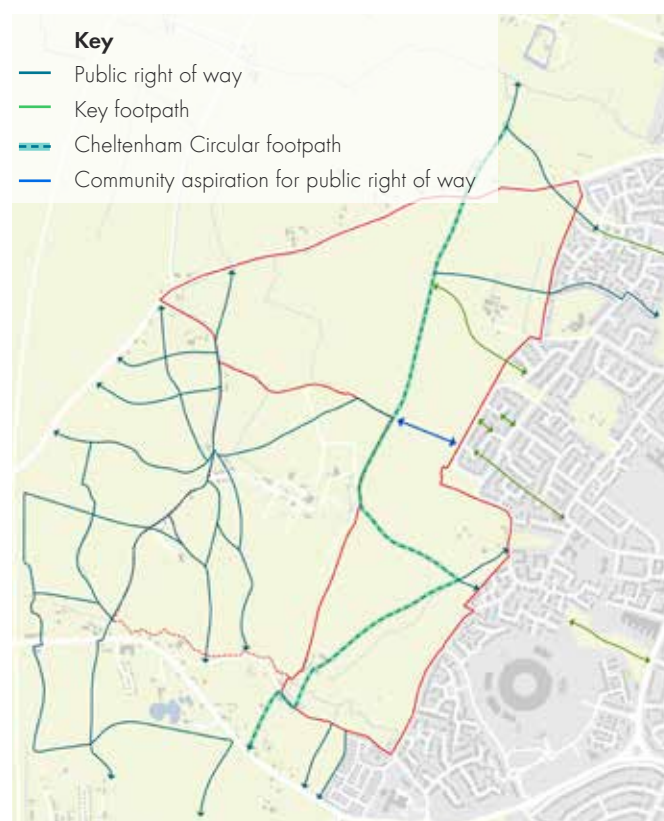 Key
Public right of way
Key footpath
Cheltenham Circular footpath
Community aspiration for public right of way